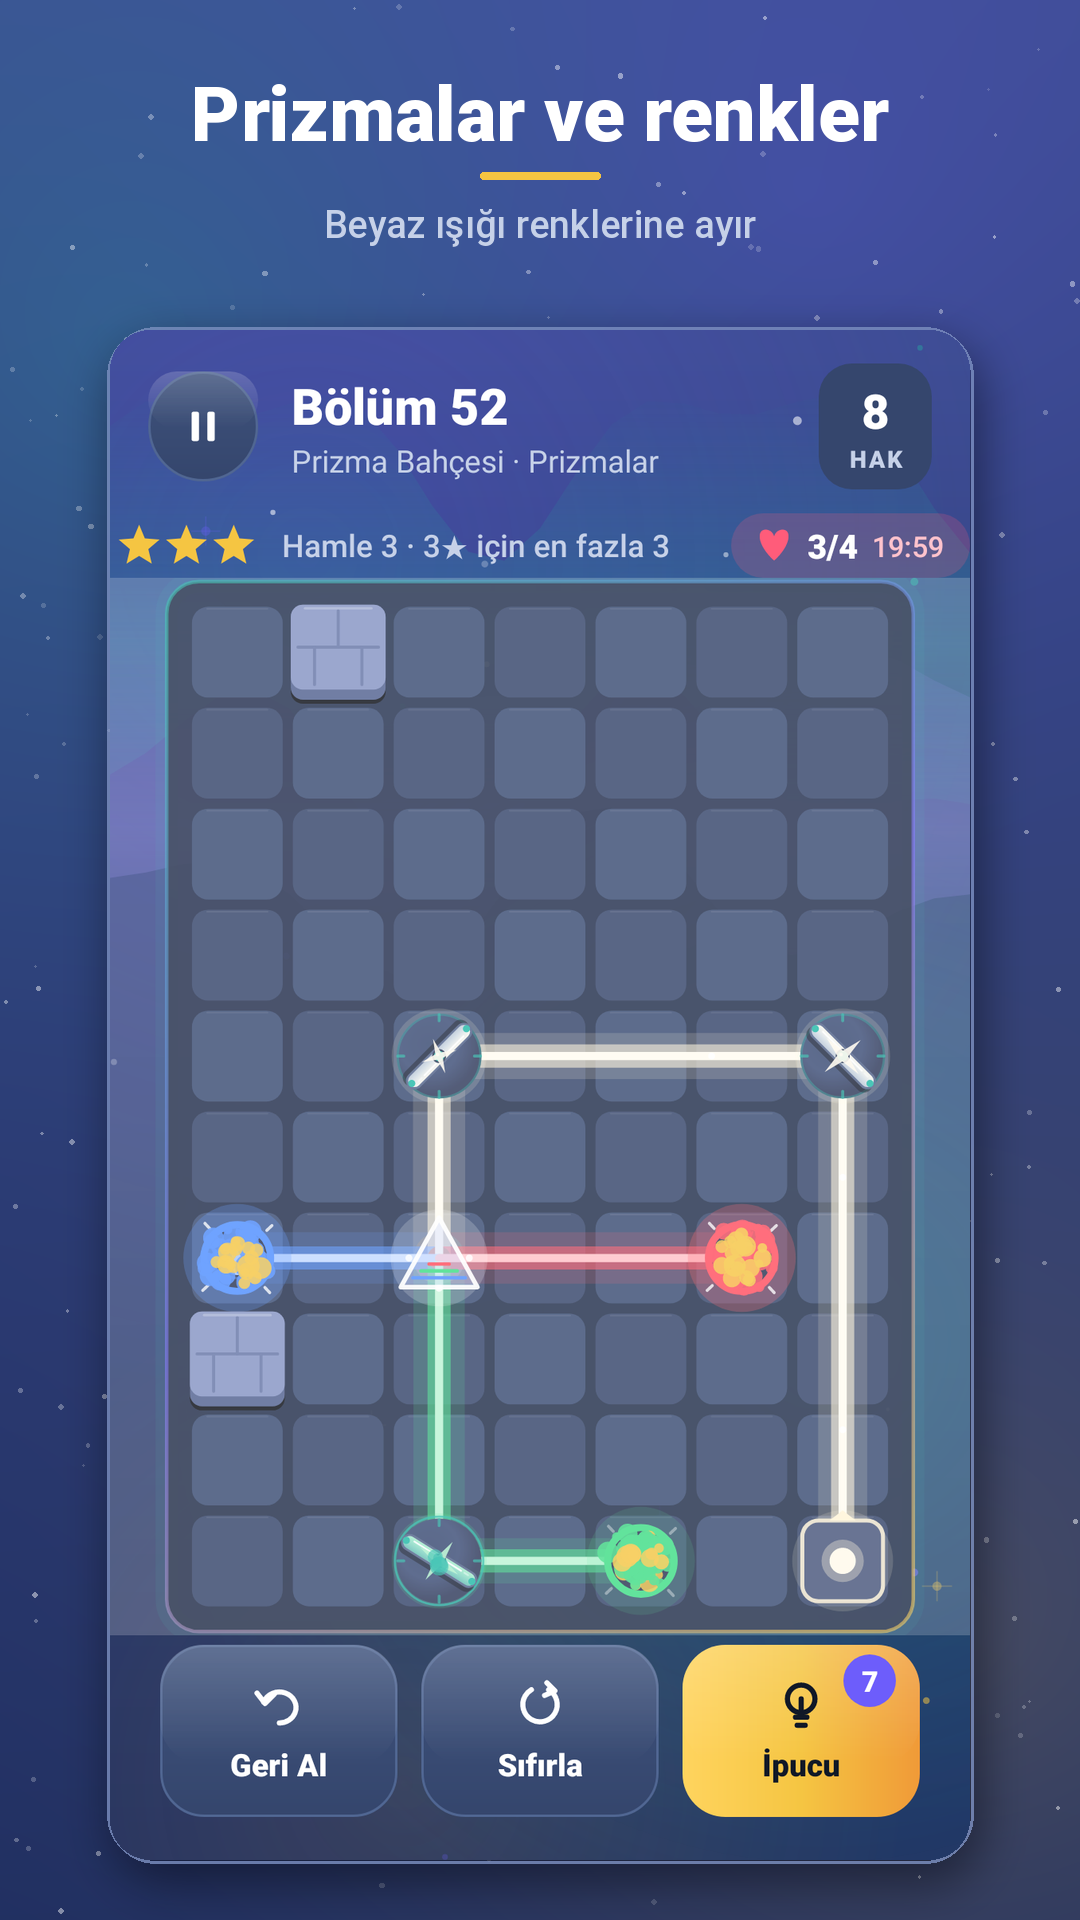 Prizmalar ve renkler
Beyaz ışığı renklerine ayır
Bölüm 52
Prizma Bahçesi · Prizmalar
8
HAK
Hamle 3 · 3★ için en fazla 3
3/4 19:59
Geri Al
Sıfırla
7
İpucu